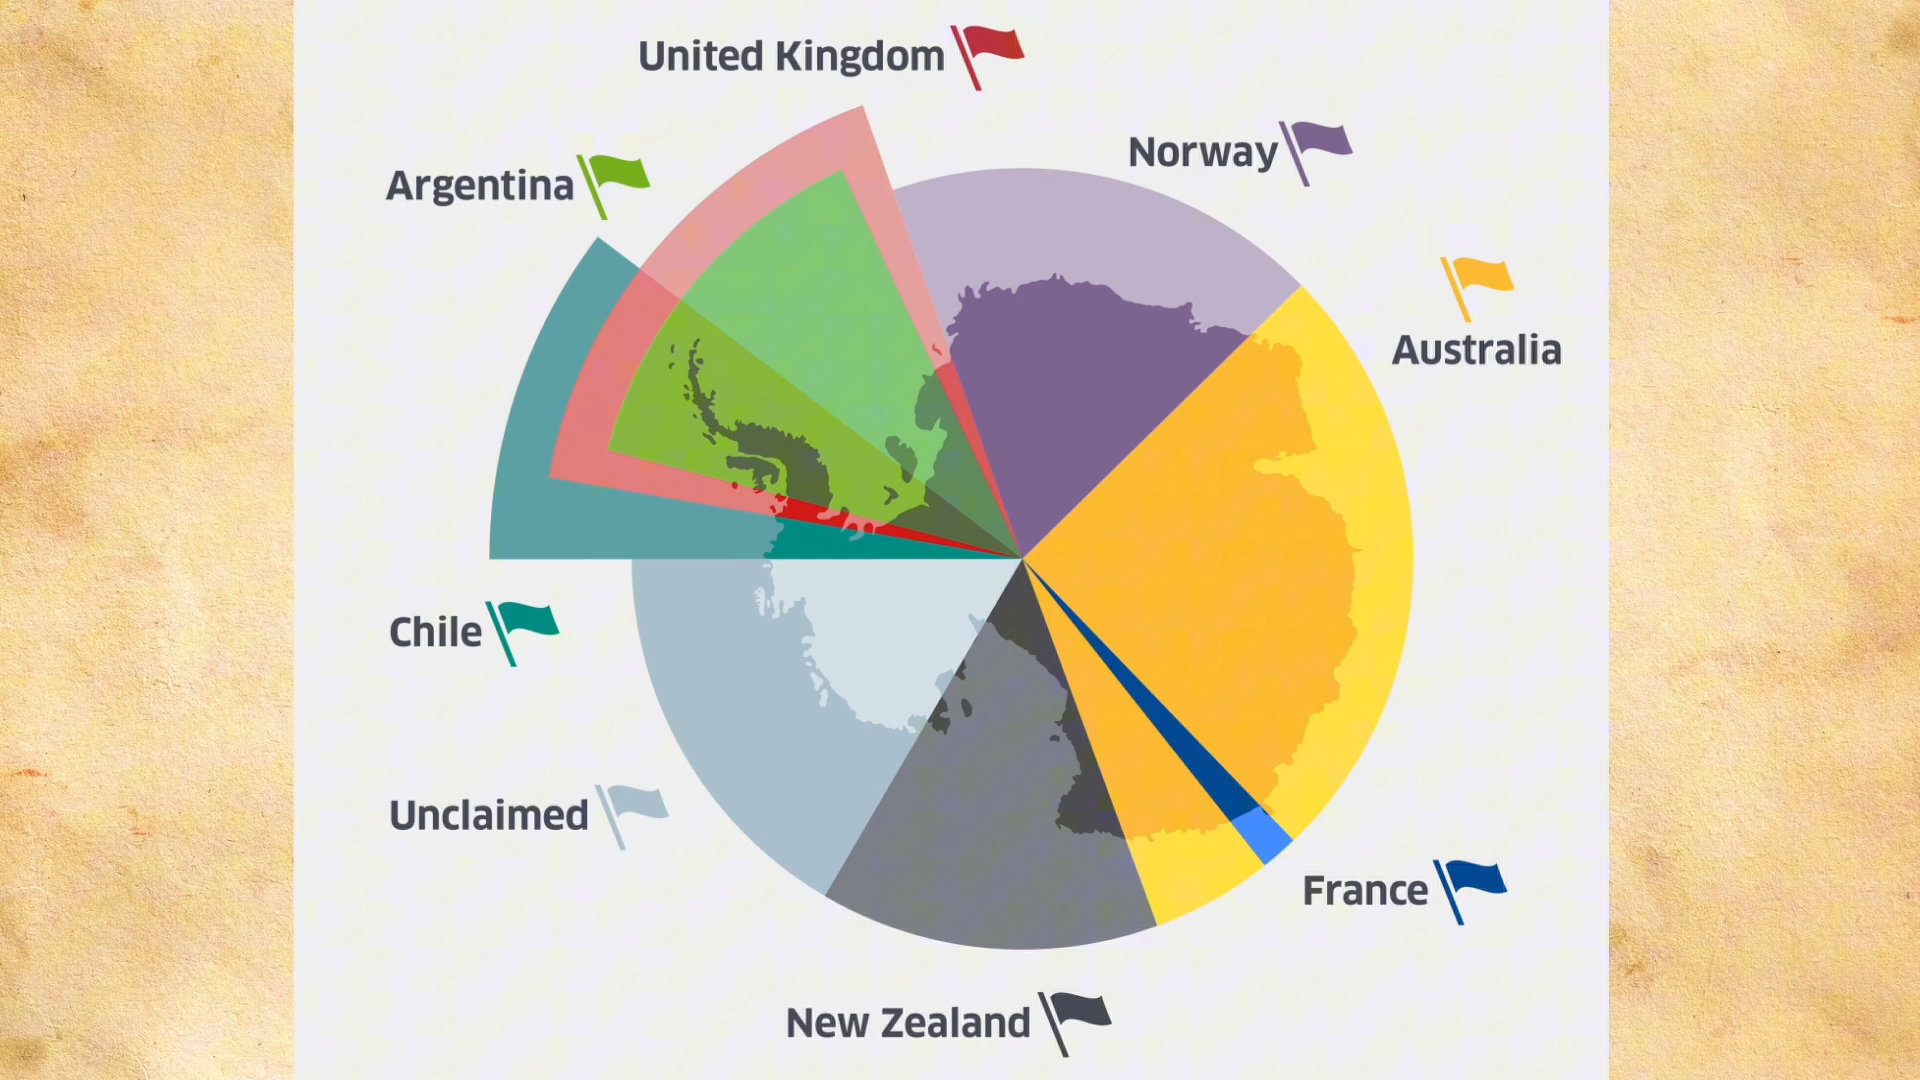 United Kingdom
Norway
Argentina
Australia
Chile
Unclaimed
France
New Zealand